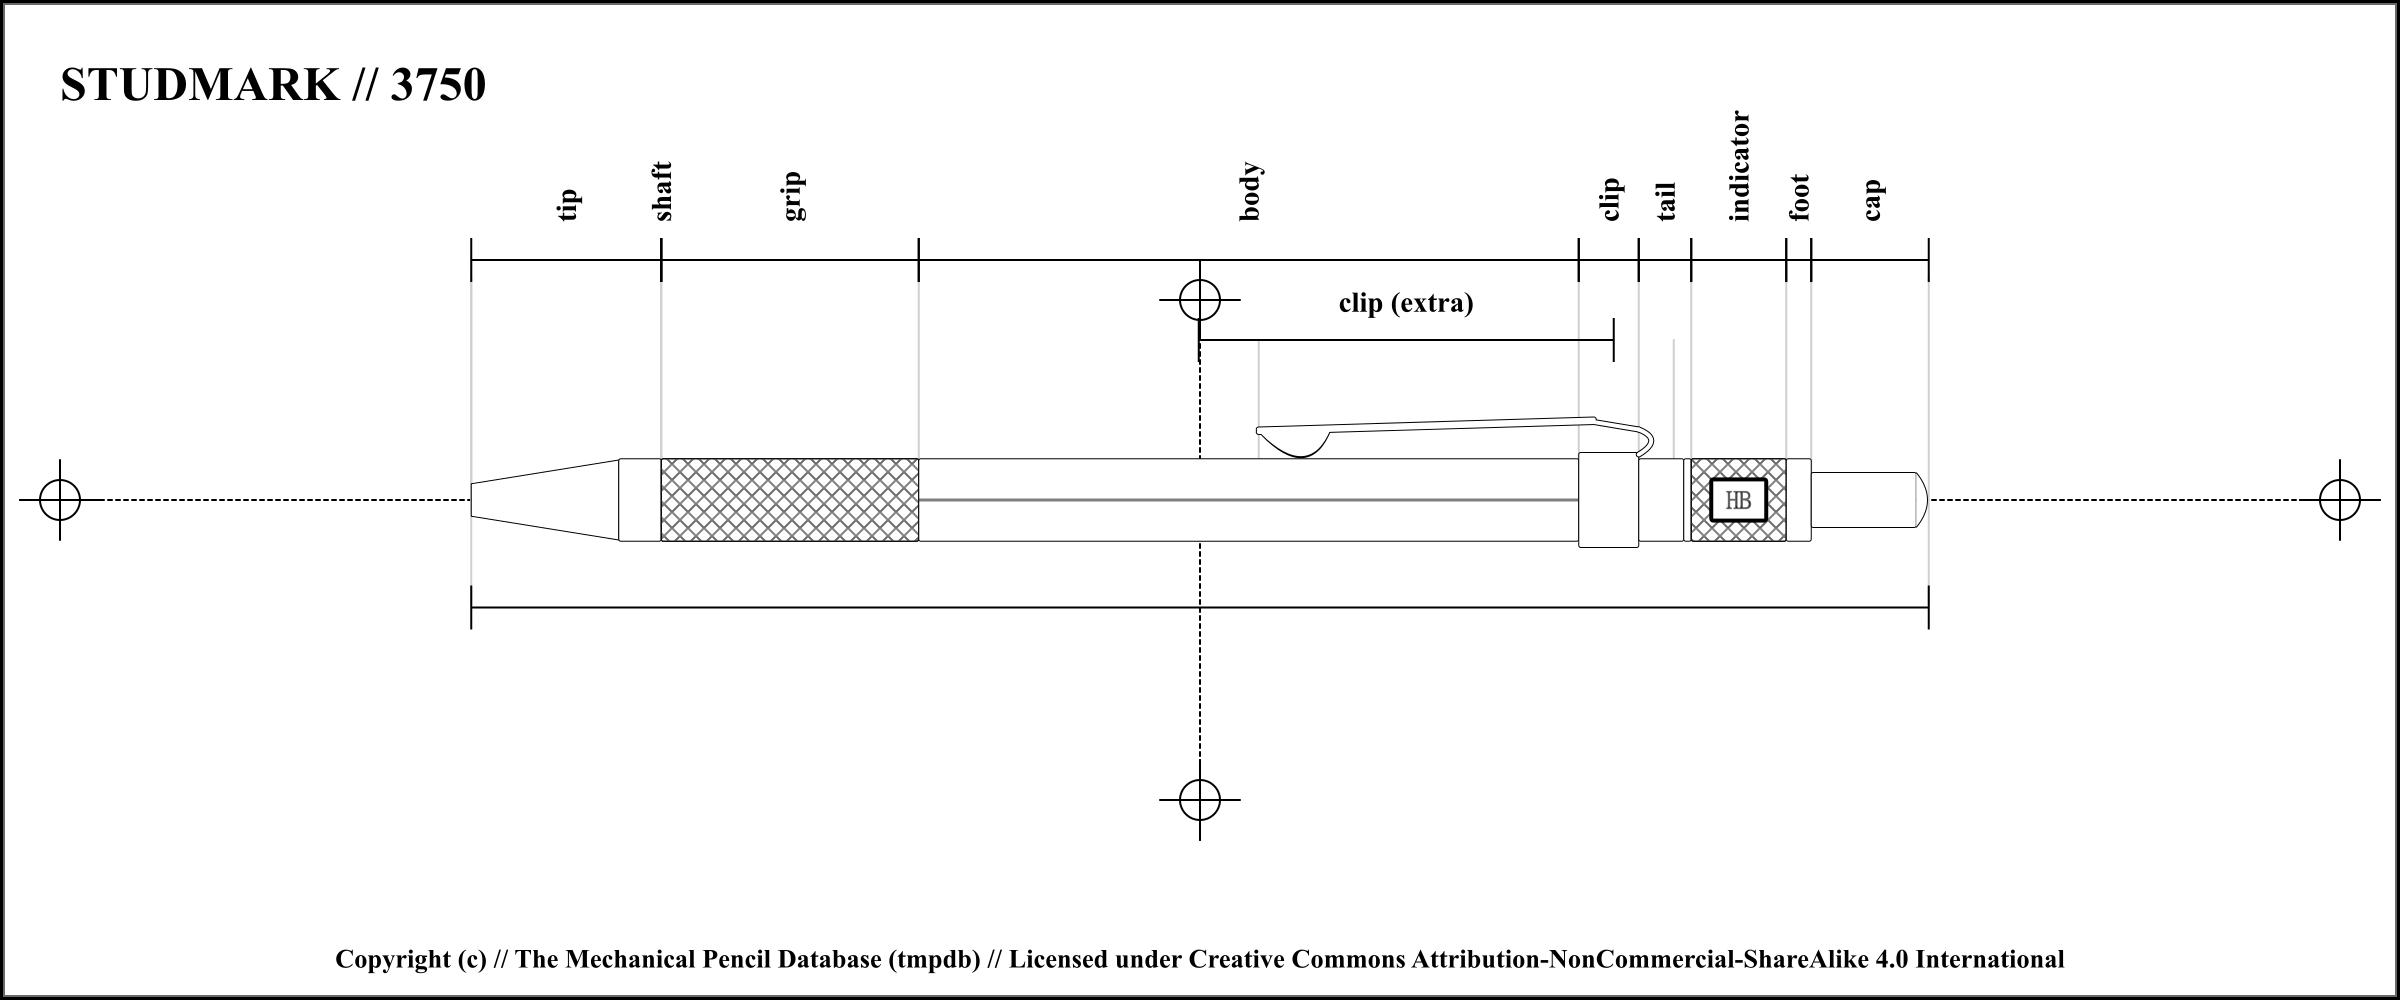 STUDMARK // 3750
tip
shaft
grip
body
clip
tail
indicator
foot
cap
clip (extra)
HB
Copyright (c) // The Mechanical Pencil Database (tmpdb) // Licensed under Creative Commons Attribution-NonCommercial-ShareAlike 4.0 International